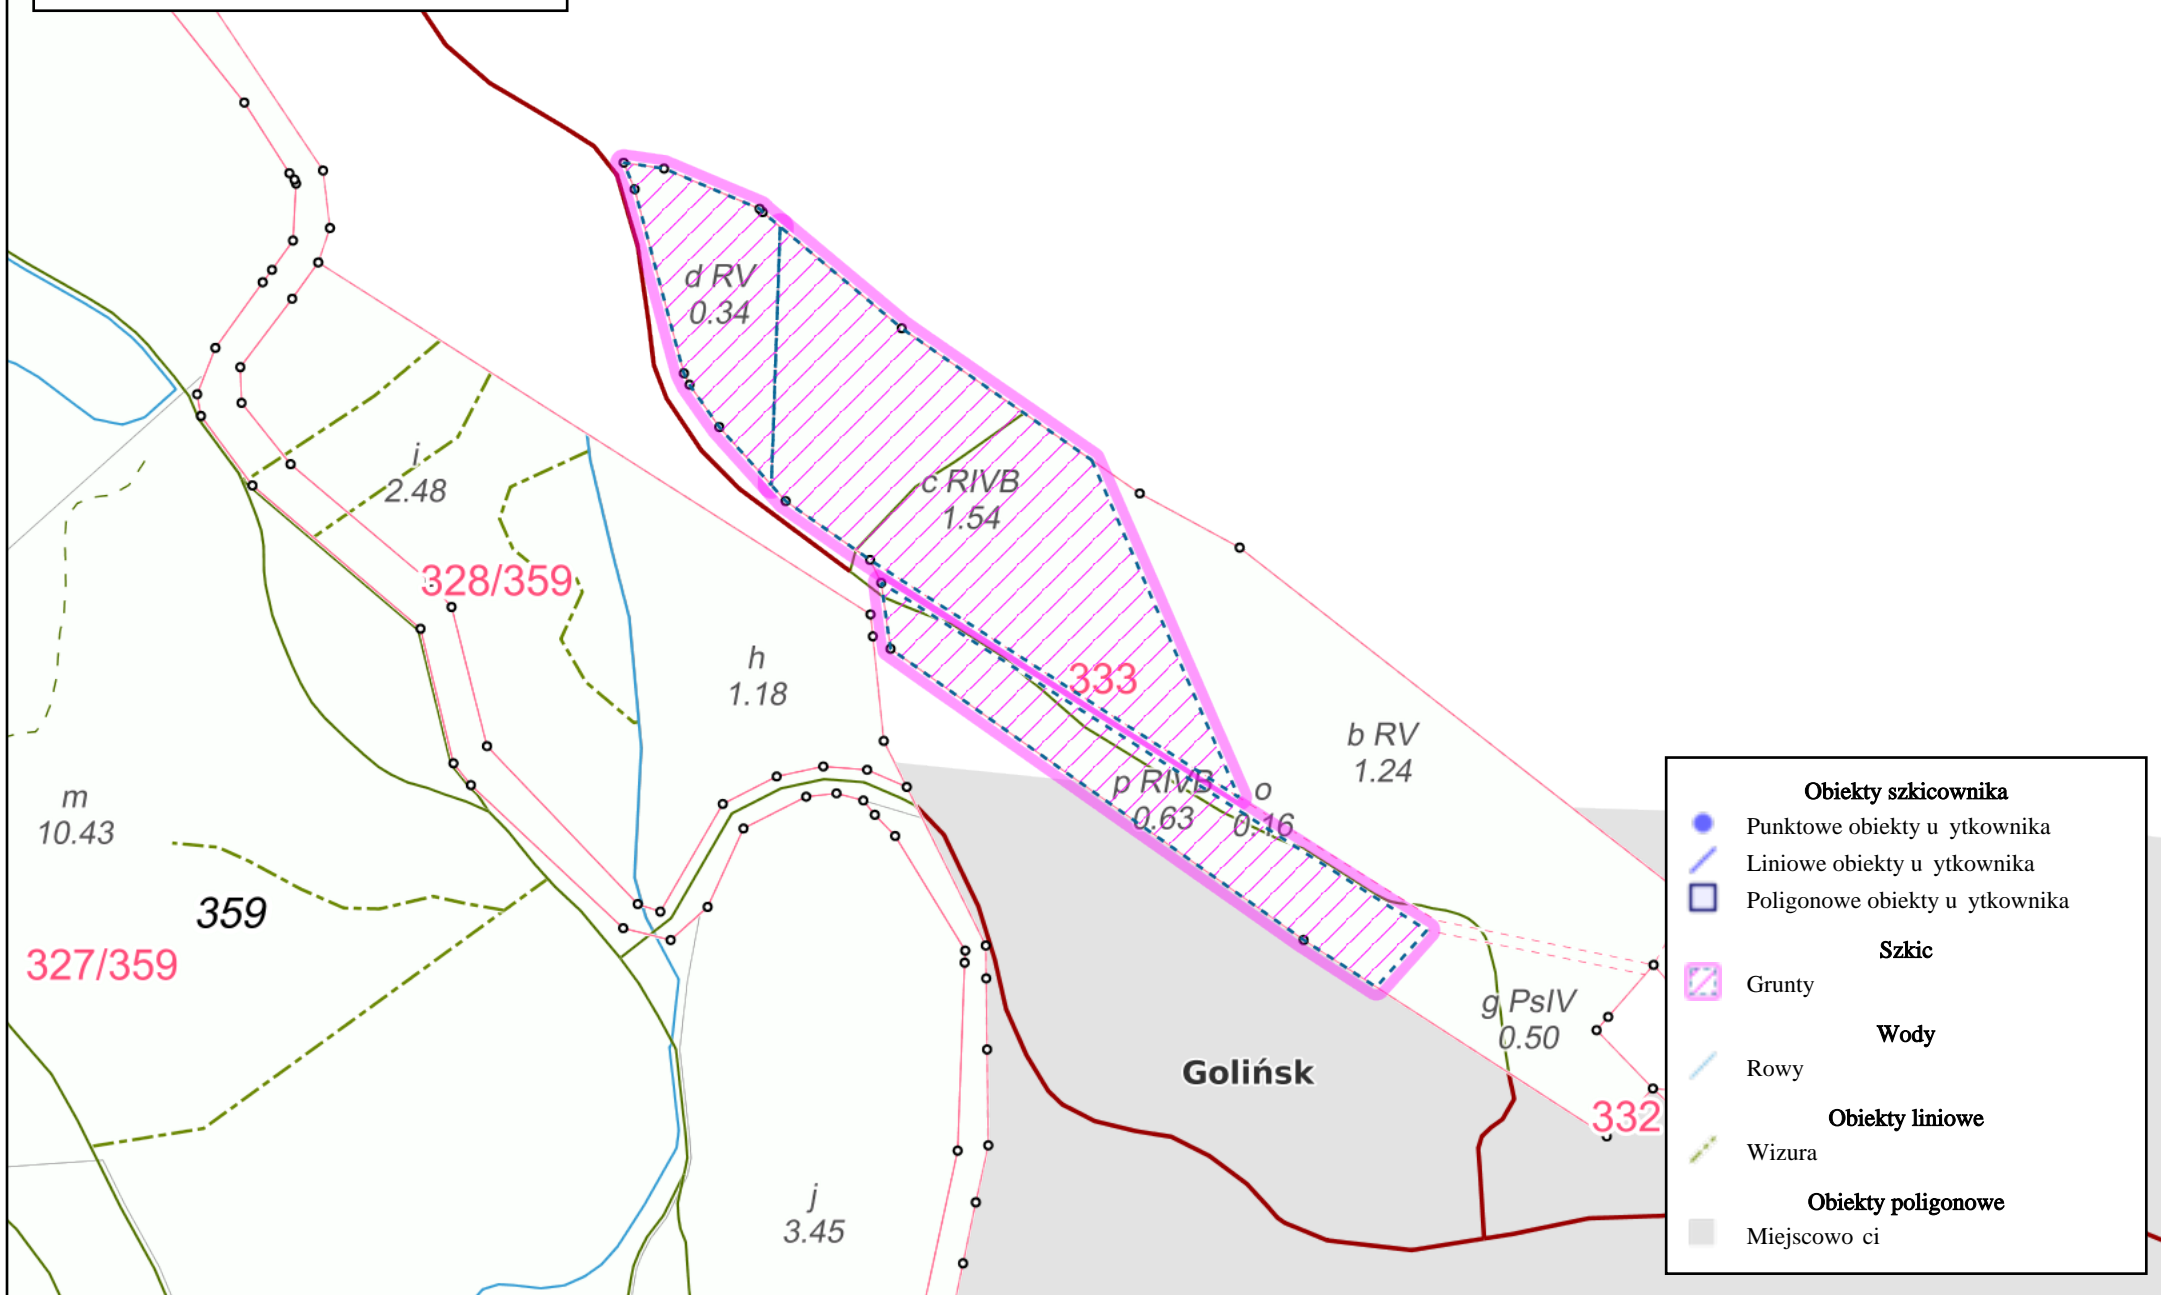 d RV
0.34
i
2.48
c RIVB
1.54
328/359
h
1.18
333
b RV
1.24
p RIVB
0.63
o
0.16
m
10.43
359
327/359
g PsIV
0.50
Golińsk
332
j
3.45
Obiekty szkicownika
Punktowe obiekty u ytkownika
Liniowe obiekty u ytkownika
Poligonowe obiekty u ytkownika
Szkic
Grunty
Wody
Rowy
Obiekty liniowe
Wizura
Obiekty poligonowe
Miejscowo ci